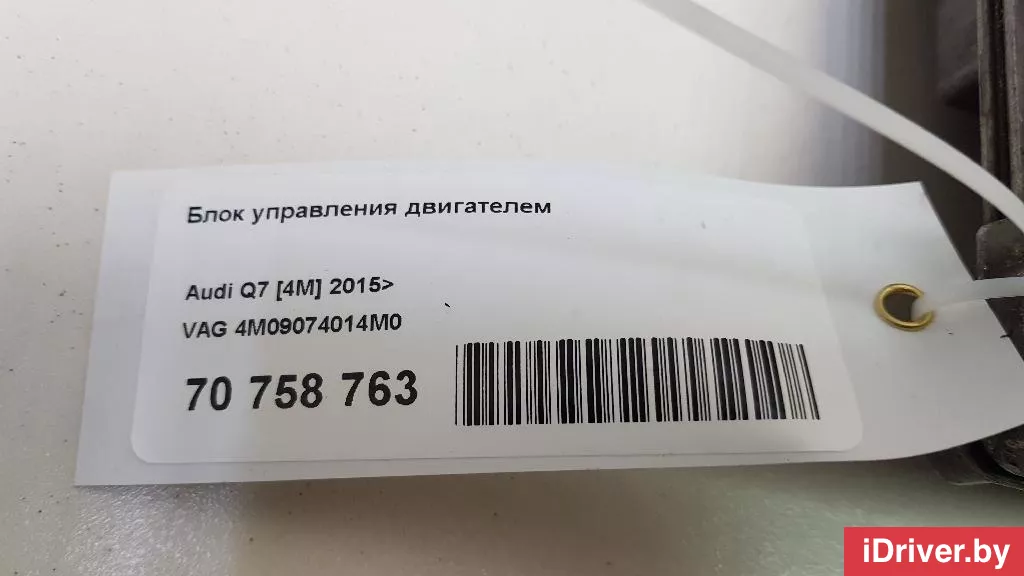 Блок управления двигателем
Audi Q7 [4M] 2015>
VAG 4M09074014M0
70 758 763
iDriver.by